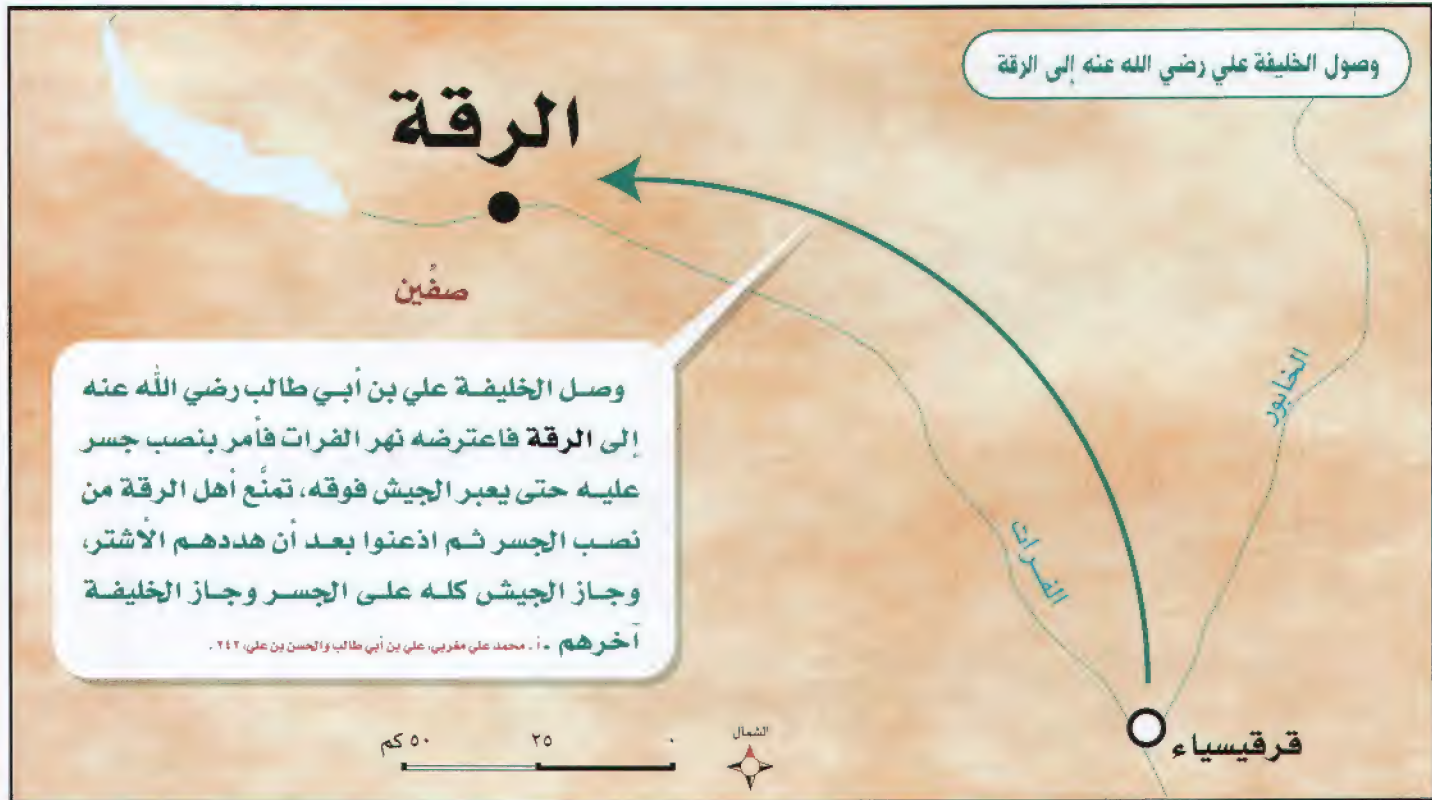 وصول الخليفة علي رضي الله عنه إلى الرقة
الرقة
صفين
الخابور
الفرات
قرقيسياء
وصل الخليفة علي بن أبي طالب رضي الله عنه
إلى الرقة فاعترضه نهر الفرات فأمر بنصب جسر
عليه حتى يعبر الجيش فوقه، تمنَّع أهل الرقة من
نصب الجسر ثم اذعنوا بعد أن هددهم الأشتر،
وجاز الجيش كله على الجسر وجاز الخليفة
آخرهم . أ. محمد علي مغربي، علي بن أبي طالب والحسن بن علي، ٢٤٢ .
الشمال
٠ ٢٥ ٥٠ كم